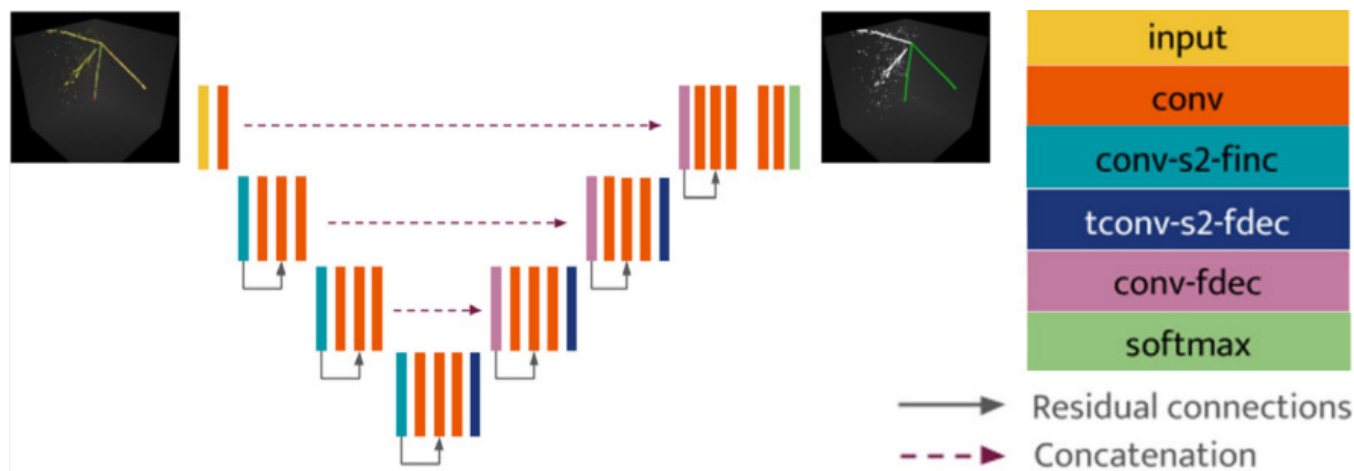 input
conv
conv-s2-finc
tconv-s2-fdec
conv-fdec
softmax
Residual connections
Concatenation